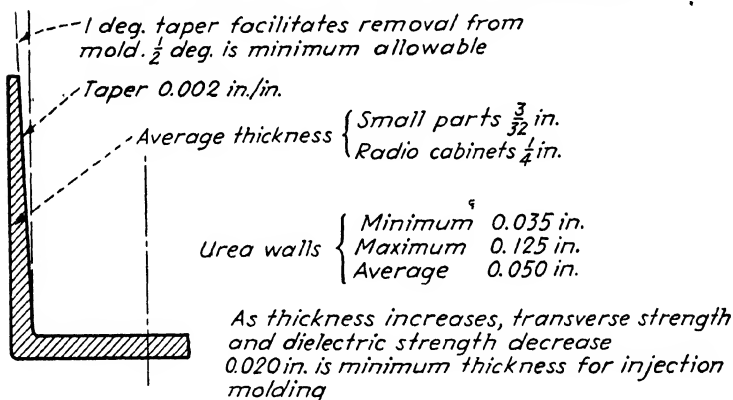 1 deg. taper facilitates removal from
mold. 1/2 deg. is minimum allowable
Taper 0.002 in./in.
Average thickness { Small parts 3/32 in.
Radio cabinets 1/4 in.
Urea walls { Minimum 0.035 in.
Maximum 0.125 in.
Average 0.050 in.
As thickness increases, transverse strength
and dielectric strength decrease
0.020 in. is minimum thickness for injection
molding